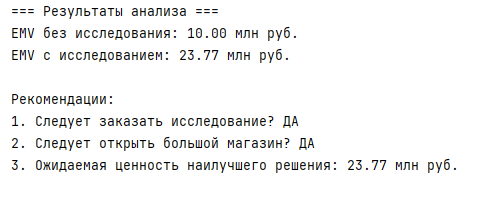 === Результаты анализа ===
EMV без исследования: 10.00 млн руб.
EMV с исследованием: 23.77 млн руб.
Рекомендации:
1. Следует заказать исследование? ДА
2. Следует открыть большой магазин? ДА
3. Ожидаемая ценность наилучшего решения: 23.77 млн руб.